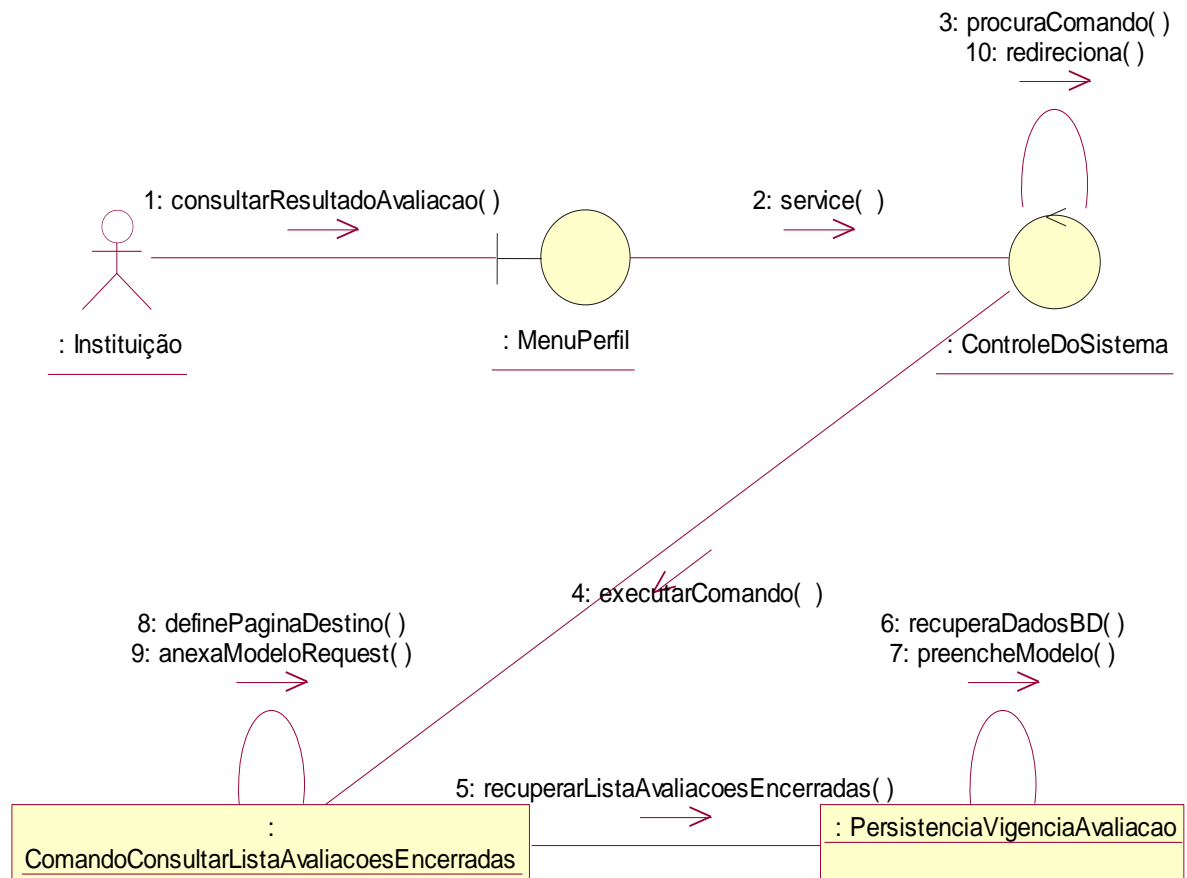 3: procuraComando( )
10: redireciona( )
1: consultarResultadoAvaliacao( )
2: service(  )
: Instituição
: MenuPerfil
: ControleDoSistema
4: executarComando(  )
8: definePaginaDestino( )
9: anexaModeloRequest( )
6: recuperaDadosBD( )
7: preencheModelo( )
5: recuperarListaAvaliacoesEncerradas( )
:
ComandoConsultarListaAvaliacoesEncerradas
: PersistenciaVigenciaAvaliacao